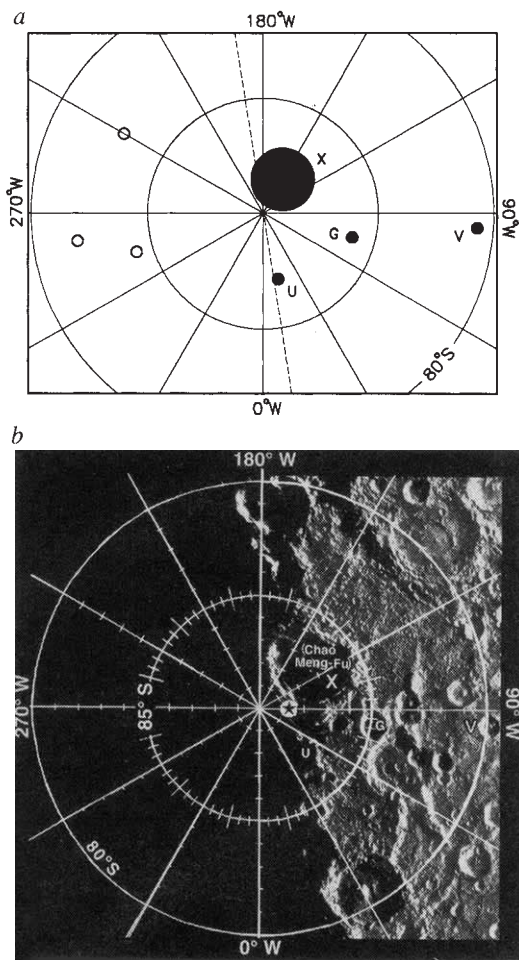 a
180°W
X
270°W
90°W
G
V
U
80°S
0°W
b
180° W
Chao
Meng-Fu
X
270° W
85° S
90°W
G
V
U
80°S
0° W